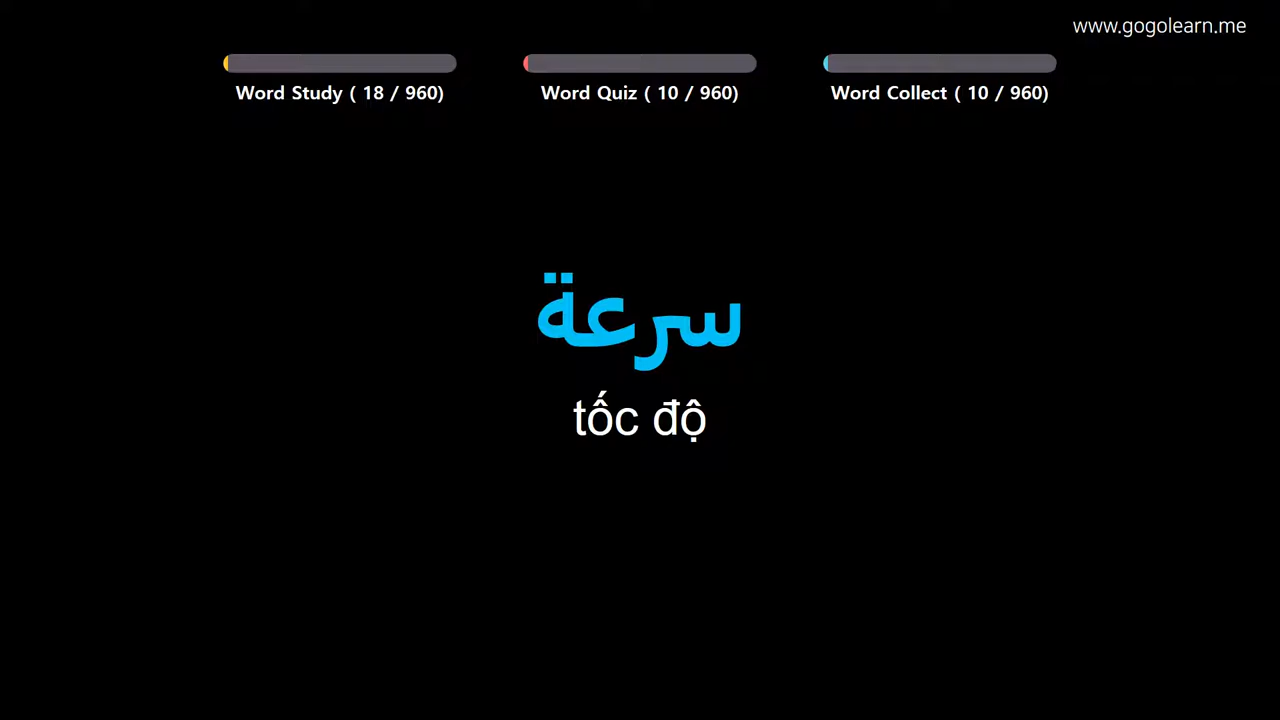 www.gogolearn.me
Word Study ( 18 / 960)
Word Quiz ( 10 / 960)
Word Collect ( 10 / 960)
سرعة
tốc độ